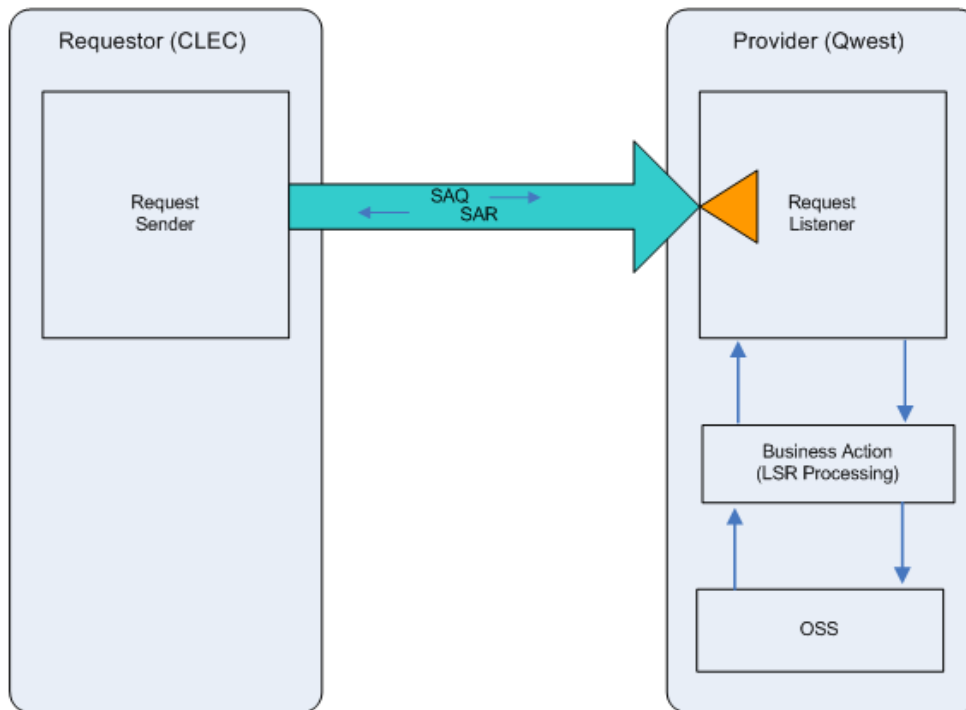 Requestor (CLEC)
Provider (Qwest)
Request
Sender
SAQ
SAR
Request
Listener
Business Action
(LSR Processing)
OSS